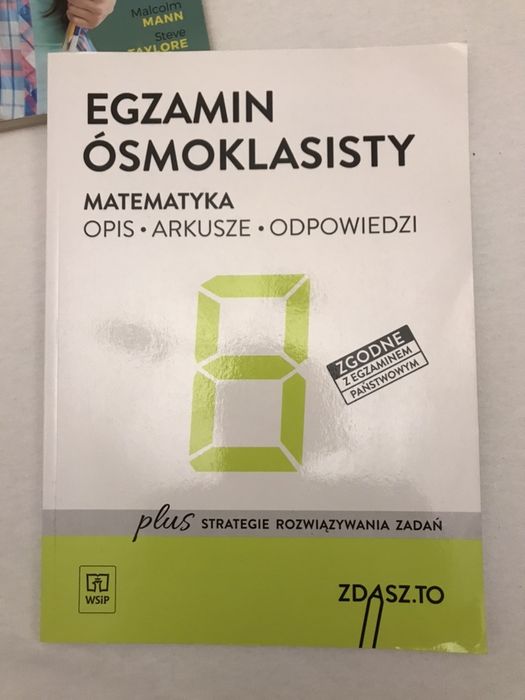 Malcolm
MANN
Steve
TAYLORE
EGZAMIN
ÓSMOKLASISTY
MATEMATYKA
OPIS • ARKUSZE • ODPOWIEDZI
8
ZGODNE
Z EGZAMINEM
PAŃSTWOWYM
plus STRATEGIE ROZWIĄZYWANIA ZADAŃ
WSiP
ZDASZ.TO